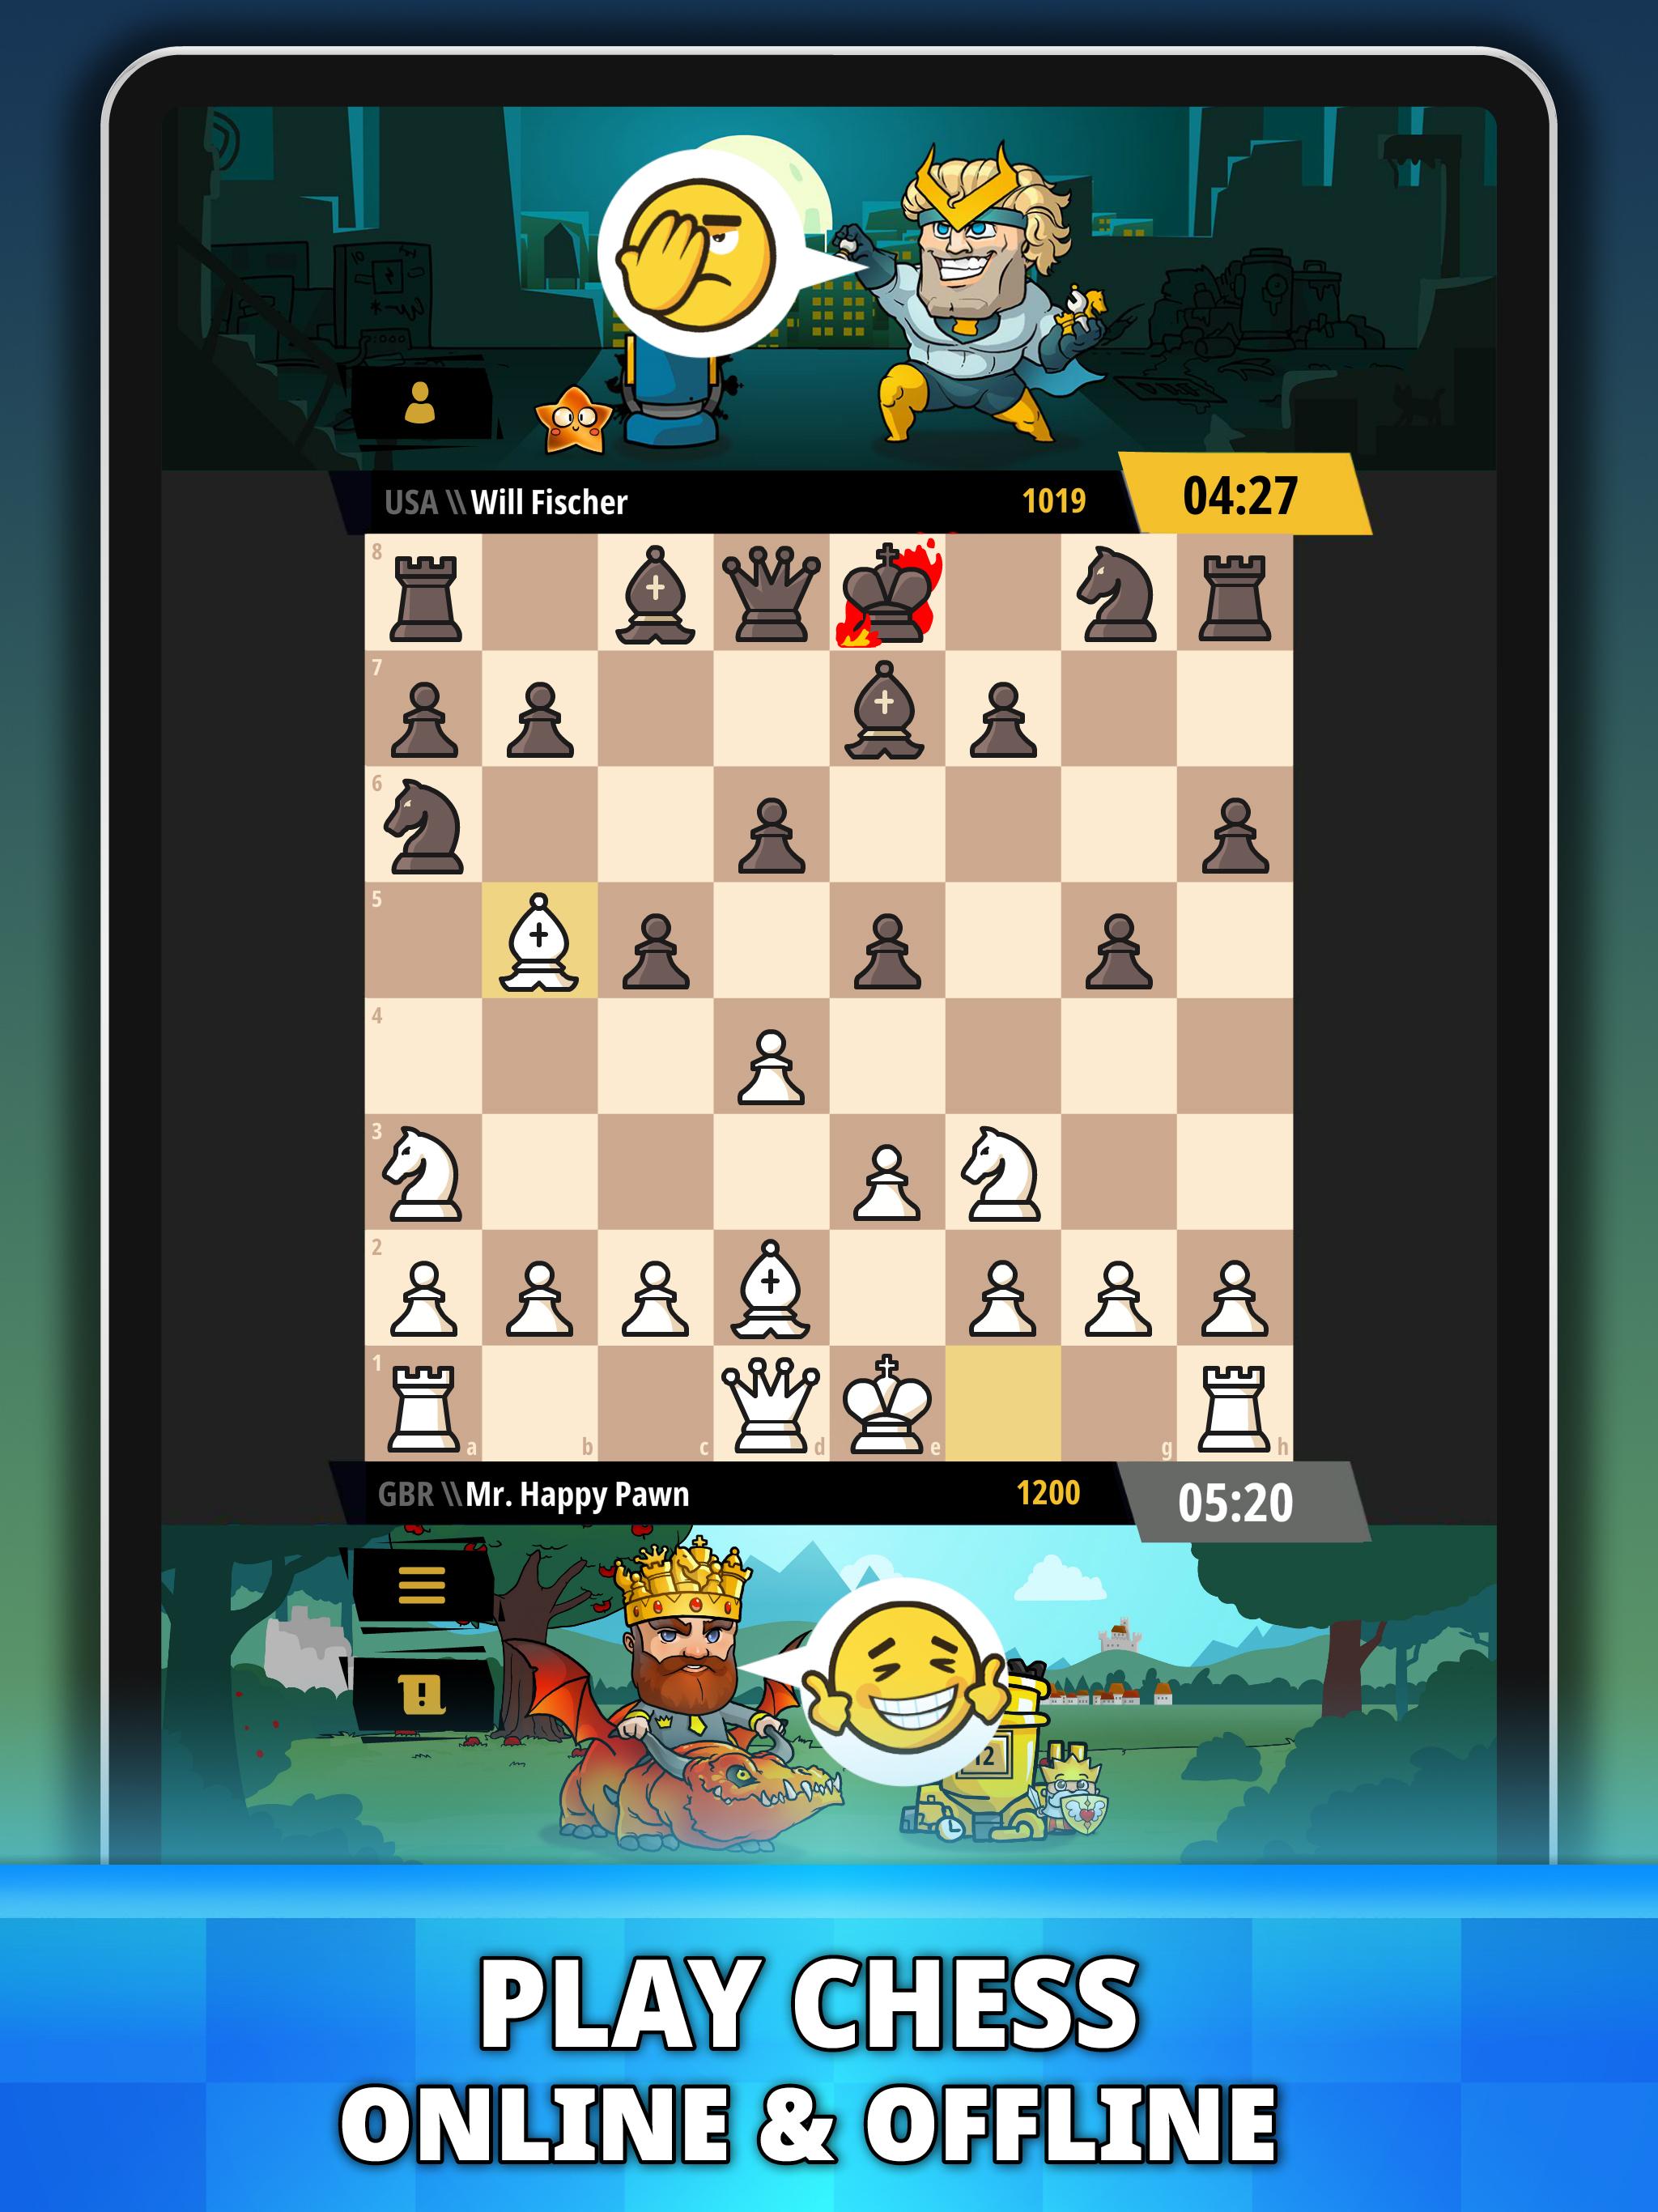 USA \\ Will Fischer 1019 04:27
8
7
6
5
4
3
2
1
a b c d e g h
GBR \\ Mr. Happy Pawn 1200 05:20
12
PLAY CHESS
ONLINE & OFFLINE